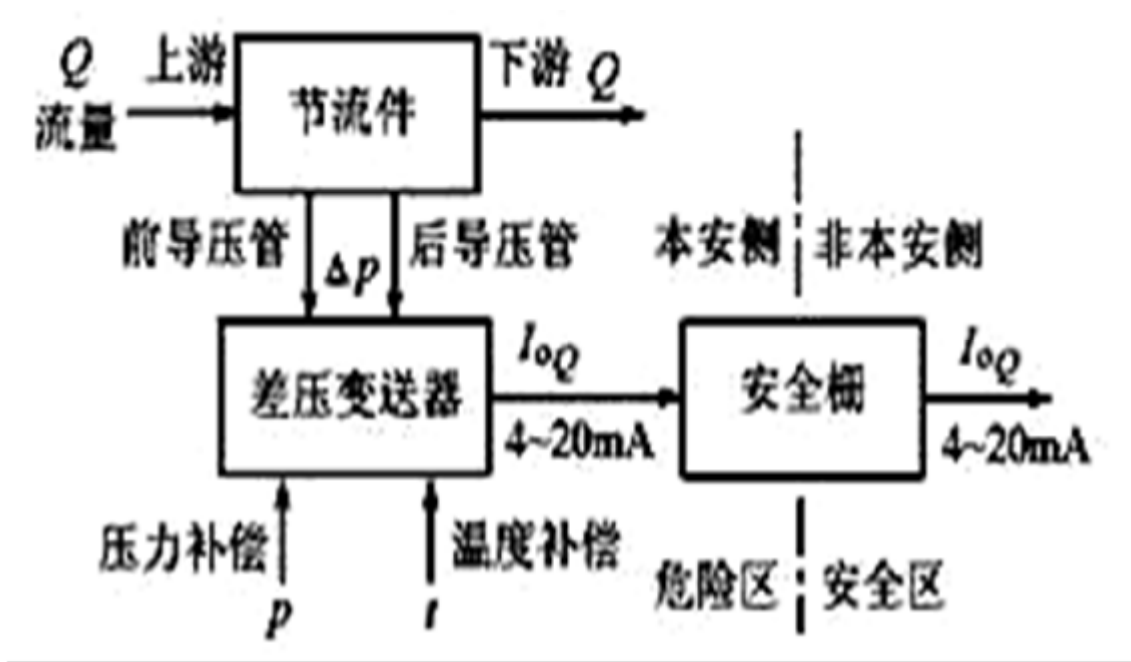 Q 上游 下游 Q
流量 节流件
前导压管 Δp 后导压管 本安侧 非本安侧
差压变送器 IoQ 安全栅 IoQ
4~20mA 4~20mA
压力补偿 温度补偿 危险区 安全区
p t